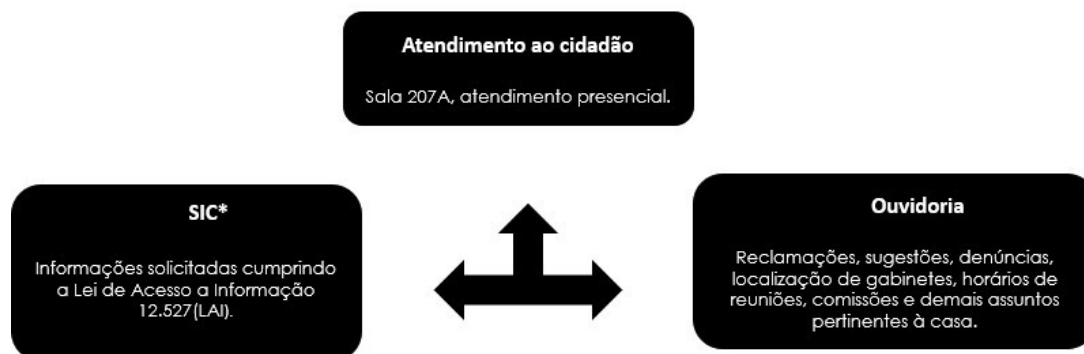 Atendimento ao cidadão
Sala 207A, atendimento presencial.
SIC*
Informações solicitadas cumprindo
a Lei de Acesso a Informação
12.527(LAI).
Ouvidoria
Reclamações, sugestões, denúncias,
localização de gabinetes, horários de
reuniões, comissões e demais assuntos
pertinentes à casa.